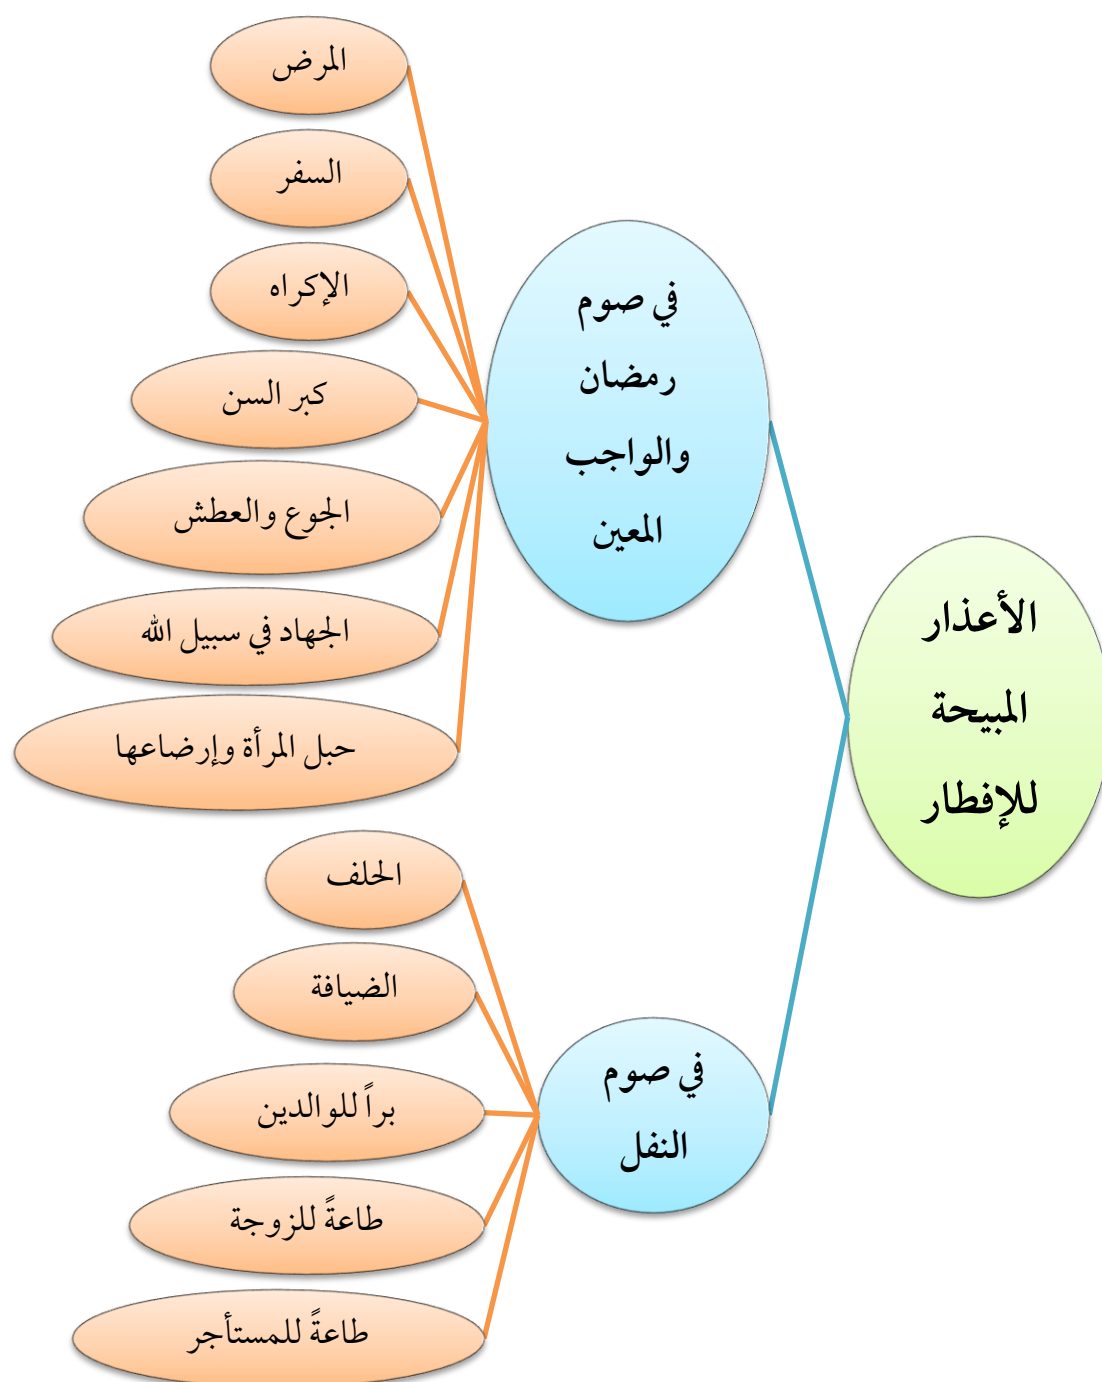 الأعذار
المبيحة
للإفطار
في صوم
رمضان
والواجب
المعين
المرض
السفر
الإكراه
كبر السن
الجوع والعطش
الجهاد في سبيل الله
حبل المرأة وإرضاعها
في صوم
النفل
الحلف
الضيافة
براً للوالدين
طاعةً للزوجة
طاعةً للمستأجر